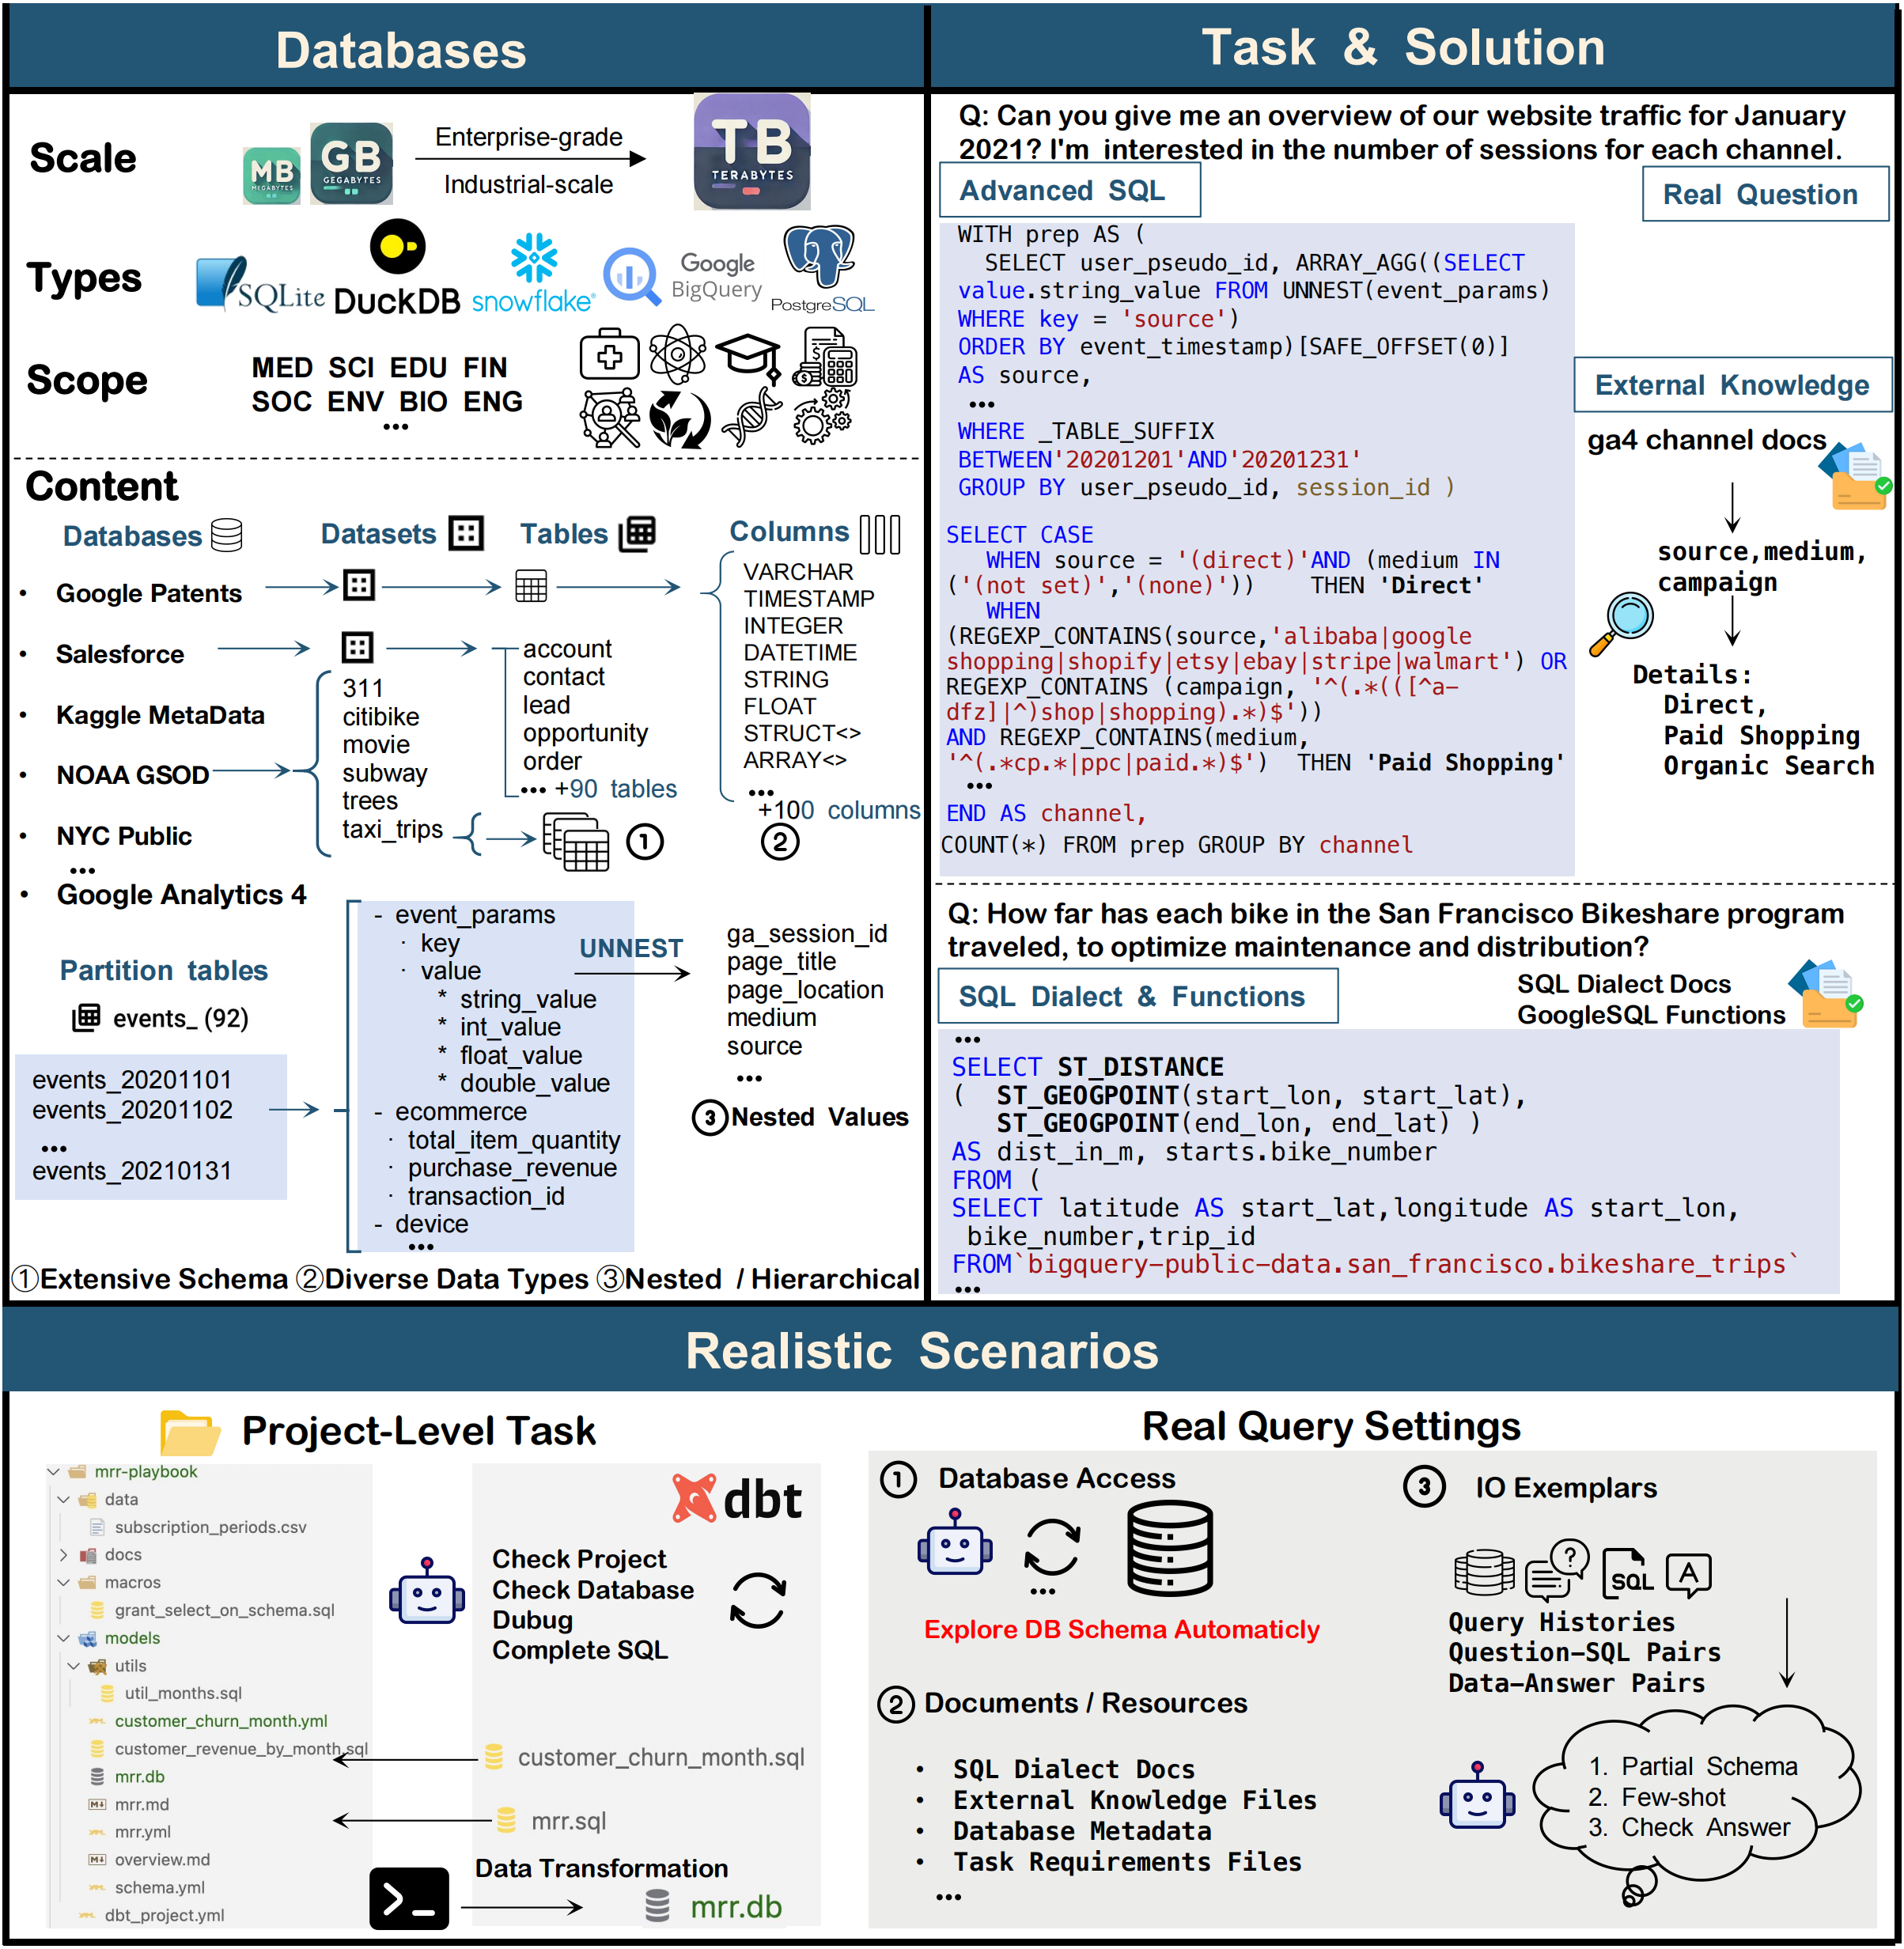 Databases
Scale
MB
MEGABYTES
GB
GEGABYTES
Enterprise-grade
Industrial-scale
TB
TERABYTES
Types
SQLite
DuckDB
snowflake
Google
BigQuery
PostgreSQL
Scope
MED SCI EDU FIN
SOC ENV BIO ENG
•••
Content
Databases
Datasets
Tables
Columns
• Google Patents
• Salesforce
• Kaggle MetaData
• NOAA GSOD
• NYC Public
•••
• Google Analytics 4
311
citibike
movie
subway
trees
taxi_trips
account
contact
lead
opportunity
order
••• +90 tables
①
VARCHAR
TIMESTAMP
INTEGER
DATETIME
STRING
FLOAT
STRUCT<>
ARRAY<>
•••
+100 columns
②
Partition tables
events_ (92)
events_20201101
events_20201102
•••
events_20210131
- event_params
· key
· value
* string_value
* int_value
* float_value
* double_value
- ecommerce
· total_item_quantity
· purchase_revenue
· transaction_id
- device
•••
UNNEST
ga_session_id
page_title
page_location
medium
source
•••
③Nested Values
①Extensive Schema ②Diverse Data Types ③Nested / Hierarchical
Task & Solution
Q: Can you give me an overview of our website traffic for January
2021? I'm interested in the number of sessions for each channel.
Advanced SQL
Real Question
WITH prep AS (
SELECT user_pseudo_id, ARRAY_AGG((SELECT
value.string_value FROM UNNEST(event_params)
WHERE key = 'source')
ORDER BY event_timestamp)[SAFE_OFFSET(0)]
AS source,
•••
WHERE _TABLE_SUFFIX
BETWEEN'20201201'AND'20201231'
GROUP BY user_pseudo_id, session_id )
SELECT CASE
WHEN source = '(direct)'AND (medium IN
('(not set)','(none)')) THEN 'Direct'
WHEN
(REGEXP_CONTAINS(source,'alibaba|google
shopping|shopify|etsy|ebay|stripe|walmart') OR
REGEXP_CONTAINS (campaign, '^(.*(([^a-
dfz]|^)shop|shopping).*)$'))
AND REGEXP_CONTAINS(medium,
'^(.*cp.*|ppc|paid.*)$') THEN 'Paid Shopping'
•••
END AS channel,
COUNT(*) FROM prep GROUP BY channel
External Knowledge
ga4 channel docs
source,medium,
campaign
Details:
Direct,
Paid Shopping
Organic Search
Q: How far has each bike in the San Francisco Bikeshare program
traveled, to optimize maintenance and distribution?
SQL Dialect & Functions
SQL Dialect Docs
GoogleSQL Functions
•••
SELECT ST_DISTANCE
( ST_GEOGPOINT(start_lon, start_lat),
ST_GEOGPOINT(end_lon, end_lat) )
AS dist_in_m, starts.bike_number
FROM (
SELECT latitude AS start_lat,longitude AS start_lon,
bike_number,trip_id
FROM`bigquery-public-data.san_francisco.bikeshare_trips`
•••
Realistic Scenarios
Project-Level Task
mrr-playbook
data
subscription_periods.csv
docs
macros
grant_select_on_schema.sql
models
utils
util_months.sql
customer_churn_month.yml
customer_revenue_by_month.sql
mrr.db
mrr.md
mrr.yml
overview.md
schema.yml
dbt_project.yml
dbt
Check Project
Check Database
Dubug
Complete SQL
customer_churn_month.sql
mrr.sql
Data Transformation
mrr.db
Real Query Settings
① Database Access
•••
Explore DB Schema Automaticly
② Documents / Resources
• SQL Dialect Docs
• External Knowledge Files
• Database Metadata
• Task Requirements Files
•••
③ IO Exemplars
?
SQL
A
Query Histories
Question-SQL Pairs
Data-Answer Pairs
1. Partial Schema
2. Few-shot
3. Check Answer